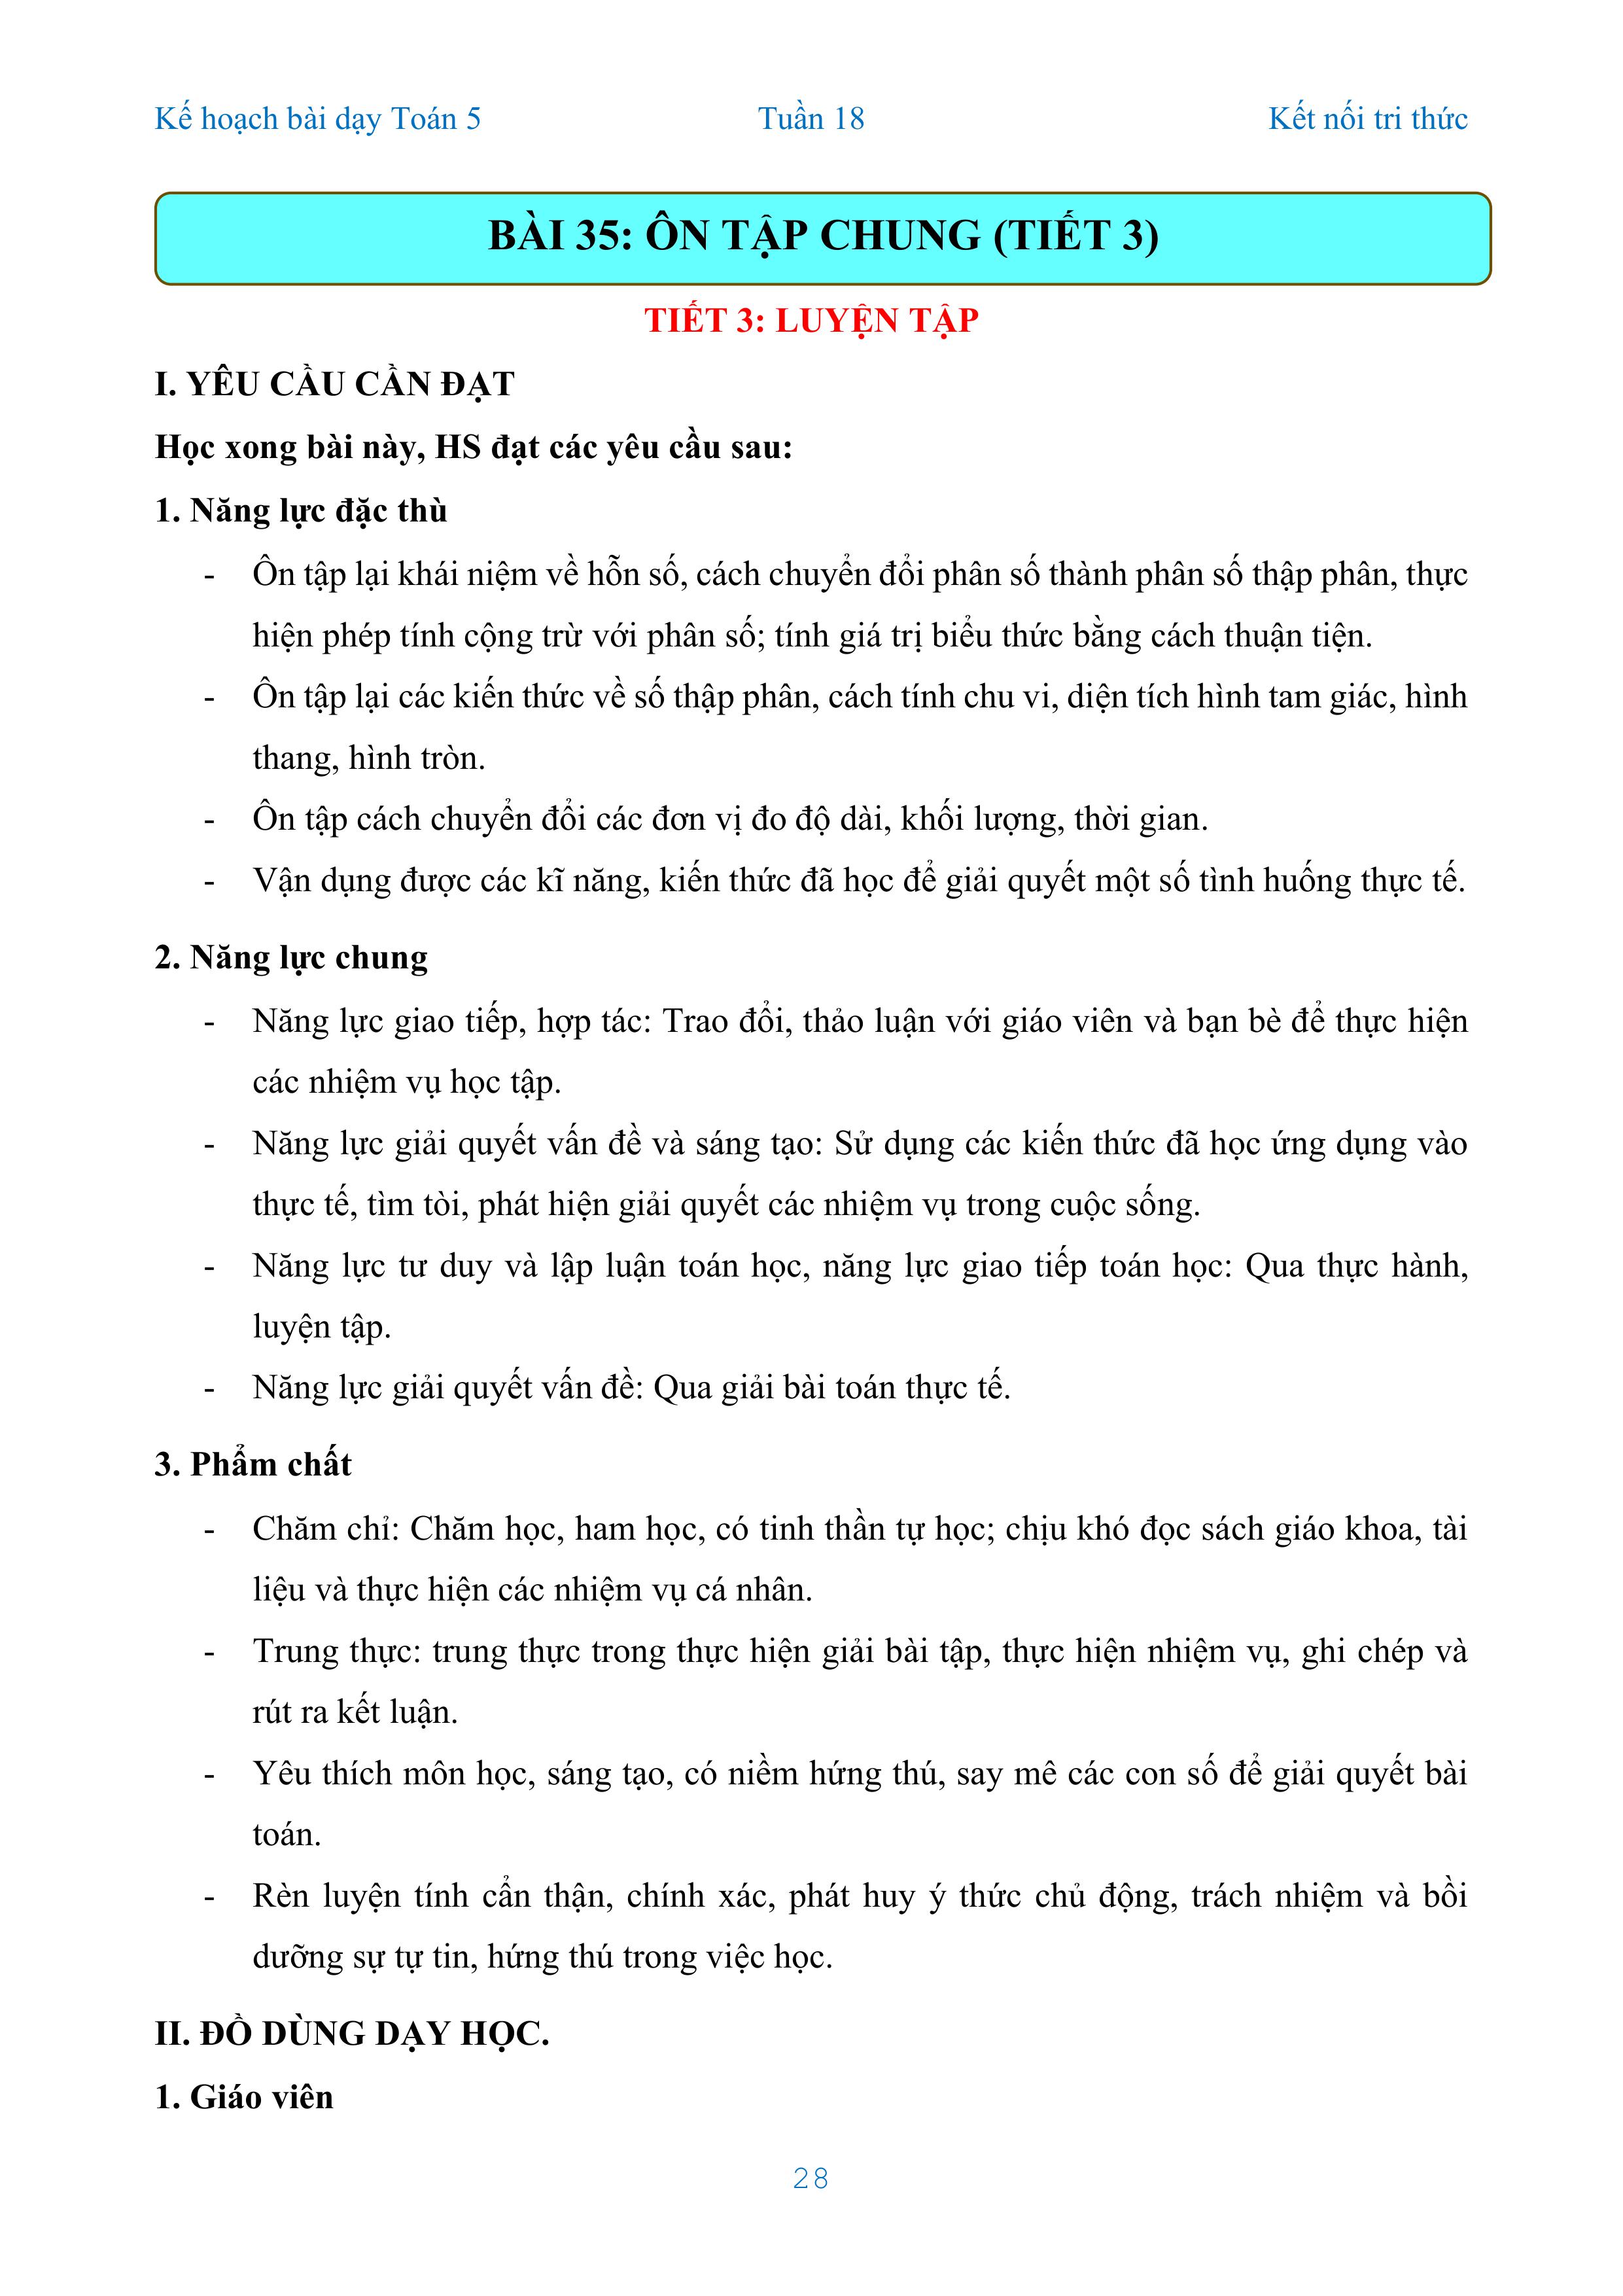 Kế hoạch bài dạy Toán 5 Tuần 18 Kết nối tri thức
BÀI 35: ÔN TẬP CHUNG (TIẾT 3)
TIẾT 3: LUYỆN TẬP
I. YÊU CẦU CẦN ĐẠT
Học xong bài này, HS đạt các yêu cầu sau:
1. Năng lực đặc thù
- Ôn tập lại khái niệm về hỗn số, cách chuyển đổi phân số thành phân số thập phân, thực
hiện phép tính cộng trừ với phân số; tính giá trị biểu thức bằng cách thuận tiện.
- Ôn tập lại các kiến thức về số thập phân, cách tính chu vi, diện tích hình tam giác, hình
thang, hình tròn.
- Ôn tập cách chuyển đổi các đơn vị đo độ dài, khối lượng, thời gian.
- Vận dụng được các kĩ năng, kiến thức đã học để giải quyết một số tình huống thực tế.
2. Năng lực chung
- Năng lực giao tiếp, hợp tác: Trao đổi, thảo luận với giáo viên và bạn bè để thực hiện
các nhiệm vụ học tập.
- Năng lực giải quyết vấn đề và sáng tạo: Sử dụng các kiến thức đã học ứng dụng vào
thực tế, tìm tòi, phát hiện giải quyết các nhiệm vụ trong cuộc sống.
- Năng lực tư duy và lập luận toán học, năng lực giao tiếp toán học: Qua thực hành,
luyện tập.
- Năng lực giải quyết vấn đề: Qua giải bài toán thực tế.
3. Phẩm chất
- Chăm chỉ: Chăm học, ham học, có tinh thần tự học; chịu khó đọc sách giáo khoa, tài
liệu và thực hiện các nhiệm vụ cá nhân.
- Trung thực: trung thực trong thực hiện giải bài tập, thực hiện nhiệm vụ, ghi chép và
rút ra kết luận.
- Yêu thích môn học, sáng tạo, có niềm hứng thú, say mê các con số để giải quyết bài
toán.
- Rèn luyện tính cẩn thận, chính xác, phát huy ý thức chủ động, trách nhiệm và bồi
dưỡng sự tự tin, hứng thú trong việc học.
II. ĐỒ DÙNG DẠY HỌC.
1. Giáo viên
28